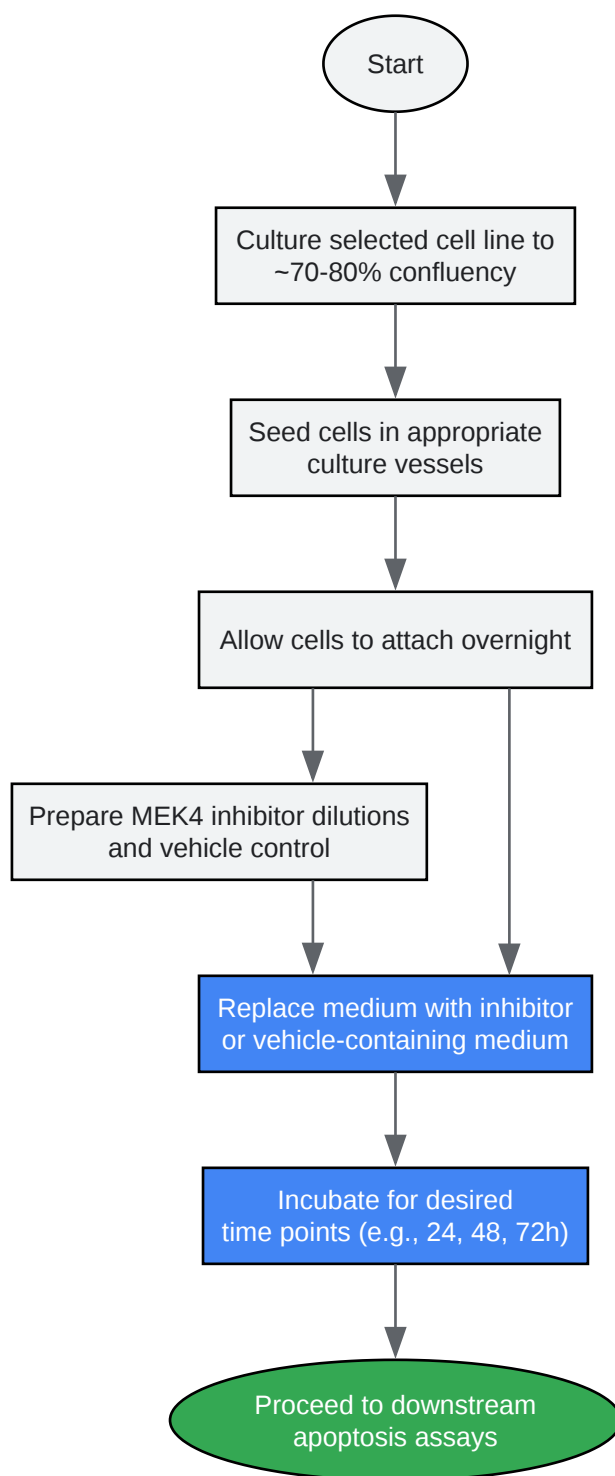 Start
Culture selected cell line to
~70-80% confluency
Seed cells in appropriate
culture vessels
Allow cells to attach overnight
Prepare MEK4 inhibitor dilutions
and vehicle control
Replace medium with inhibitor
or vehicle-containing medium
Incubate for desired
time points (e.g., 24, 48, 72h)
Proceed to downstream
apoptosis assays